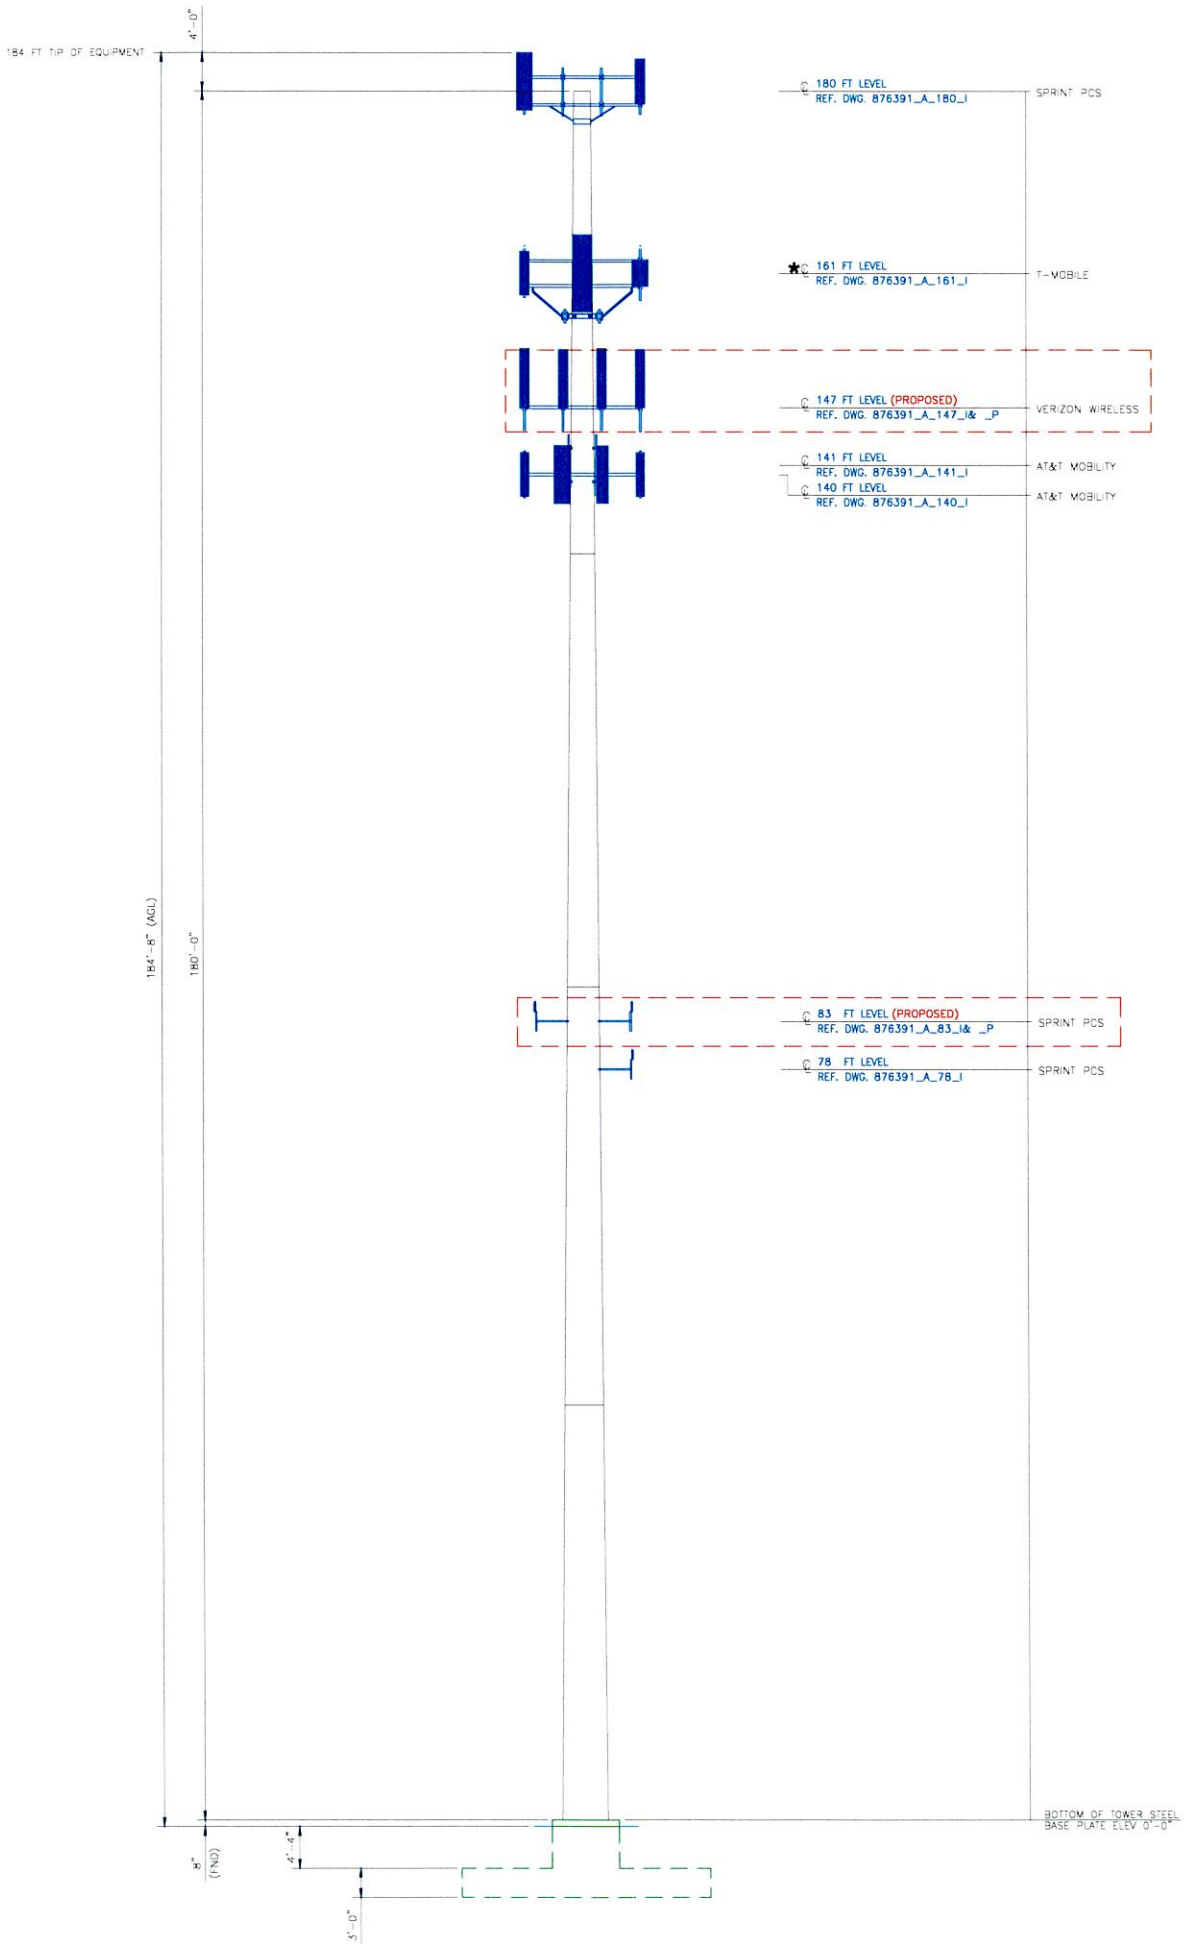 4'-0"
184 FT TIP OF EQUIPMENT
℄ 180 FT LEVEL
REF. DWG. 876391_A_180_I
SPRINT PCS
*℄ 161 FT LEVEL
REF. DWG. 876391_A_161_I
T-MOBILE
℄ 147 FT LEVEL (PROPOSED)
REF. DWG. 876391_A_147_I& _P
VERIZON WIRELESS
℄ 141 FT LEVEL
REF. DWG. 876391_A_141_I
AT&T MOBILITY
℄ 140 FT LEVEL
REF. DWG. 876391_A_140_I
AT&T MOBILITY
184'-8" (AGL)
180'-0"
℄ 83 FT LEVEL (PROPOSED)
REF. DWG. 876391_A_83_I& _P
SPRINT PCS
℄ 78 FT LEVEL
REF. DWG. 876391_A_78_I
SPRINT PCS
BOTTOM OF TOWER STEEL
BASE PLATE ELEV 0'-0"
8"
(FND)
4'-4"
3'-0"